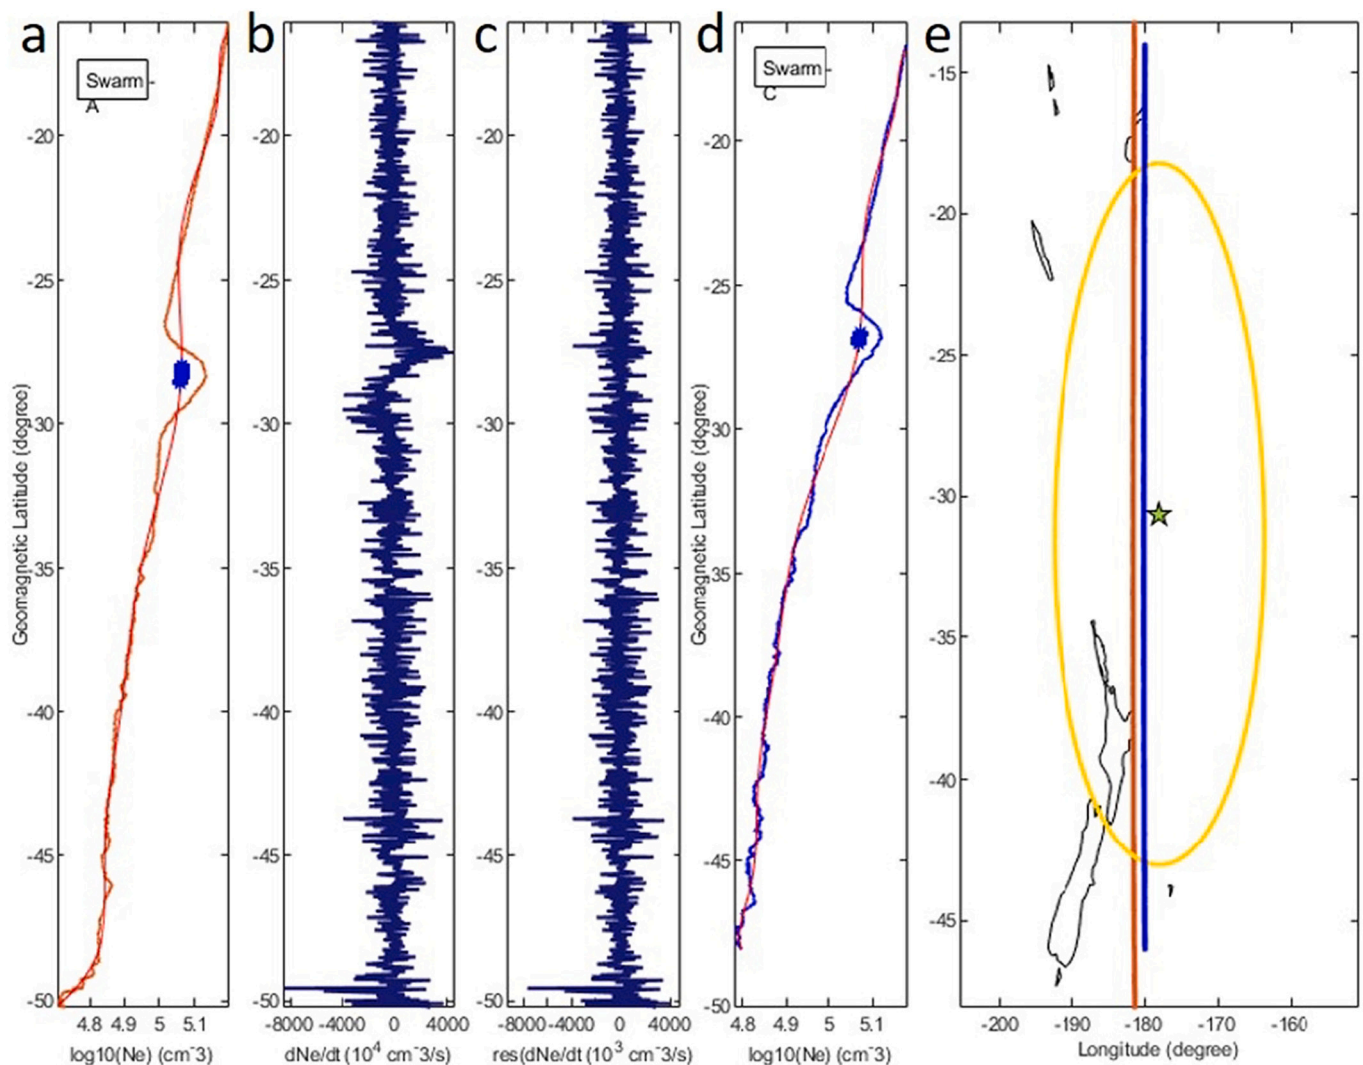 a
b
c
d
e
Swarm -
A
Swarm -
C
-20
-25
-30
-35
-40
-45
-50
-20
-25
-30
-35
-40
-45
-50
-20
-25
-30
-35
-40
-45
-50
-20
-25
-30
-35
-40
-45
-50
-15
-20
-25
-30
-35
-40
-45
Geomagnetic Latitude (degree)
Geomagnetic Latitude (degree)
4.8 4.9 5 5.1
-8000 -4000 0 4000
-8000 -4000 0 4000
4.8 4.9 5 5.1
-200 -190 -180 -170 -160
log10(Ne) (cm⁻3)
dNe/dt (10⁴ cm⁻3/s)
res(dNe/dt (10³ cm⁻3/s)
log10(Ne) (cm⁻3)
Longitude (degree)